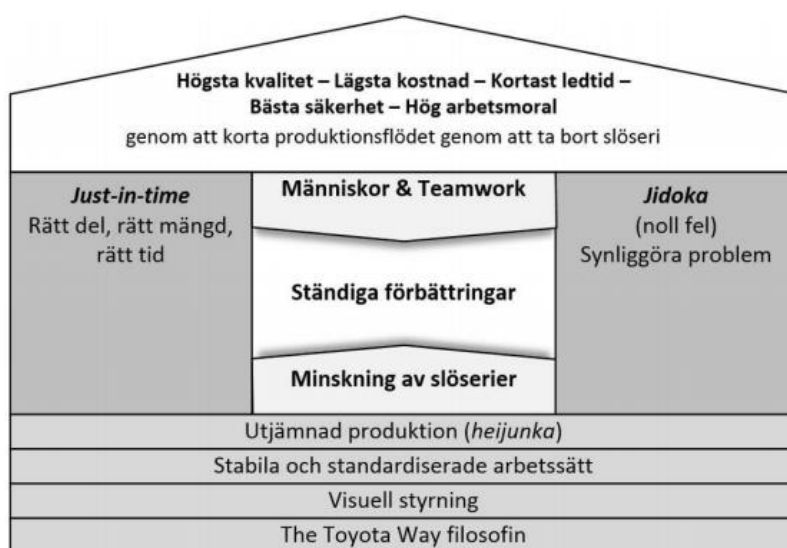 Högsta kvalitet – Lägsta kostnad – Kortast ledtid –
Bästa säkerhet – Hög arbetsmoral
genom att korta produktionsflödet genom att ta bort slöseri
Just-in-time
Rätt del, rätt mängd,
rätt tid
Människor & Teamwork
Ständiga förbättringar
Minskning av slöserier
Jidoka
(noll fel)
Synliggöra problem
Utjämnad produktion (heijunka)
Stabila och standardiserade arbetssätt
Visuell styrning
The Toyota Way filosofin